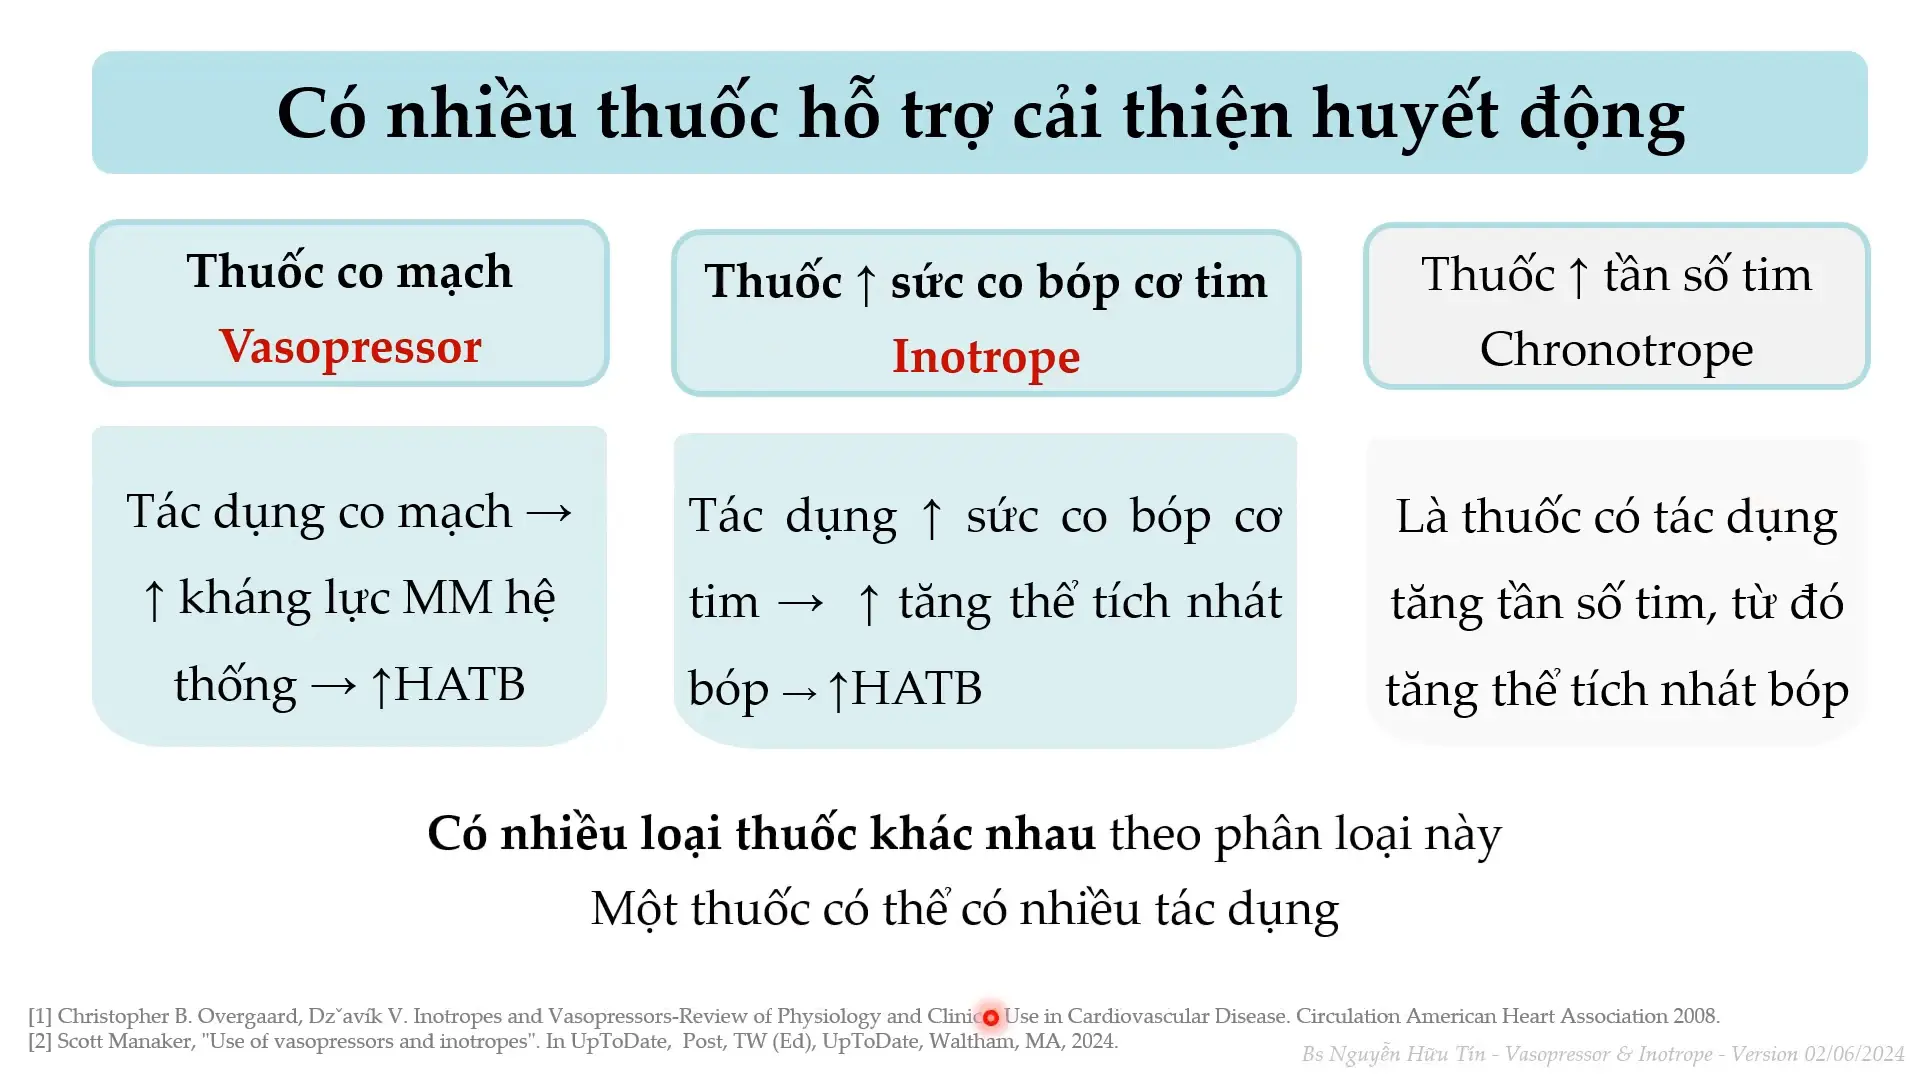 Có nhiều thuốc hỗ trợ cải thiện huyết động
Thuốc co mạch
Vasopressor
Tác dụng co mạch →
↑ kháng lực MM hệ
thống → ↑HATB
Thuốc ↑ sức co bóp cơ tim
Inotrope
Tác dụng ↑ sức co bóp cơ
tim → ↑ tăng thể tích nhát
bóp → ↑HATB
Thuốc ↑ tần số tim
Chronotrope
Là thuốc có tác dụng
tăng tần số tim, từ đó
tăng thể tích nhát bóp
Có nhiều loại thuốc khác nhau theo phân loại này
Một thuốc có thể có nhiều tác dụng
[1] Christopher B. Overgaard, Dzˇavík V. Inotropes and Vasopressors-Review of Physiology and Use in Cardiovascular Disease. Circulation American Heart Association 2008.
[2] Scott Manaker, "Use of vasopressors and inotropes". In UpToDate, Post, TW (Ed), UpToDate, Waltham, MA, 2024.
Bs Nguyễn Hữu Tín - Vasopressor & Inotrope - Version 02/06/2024